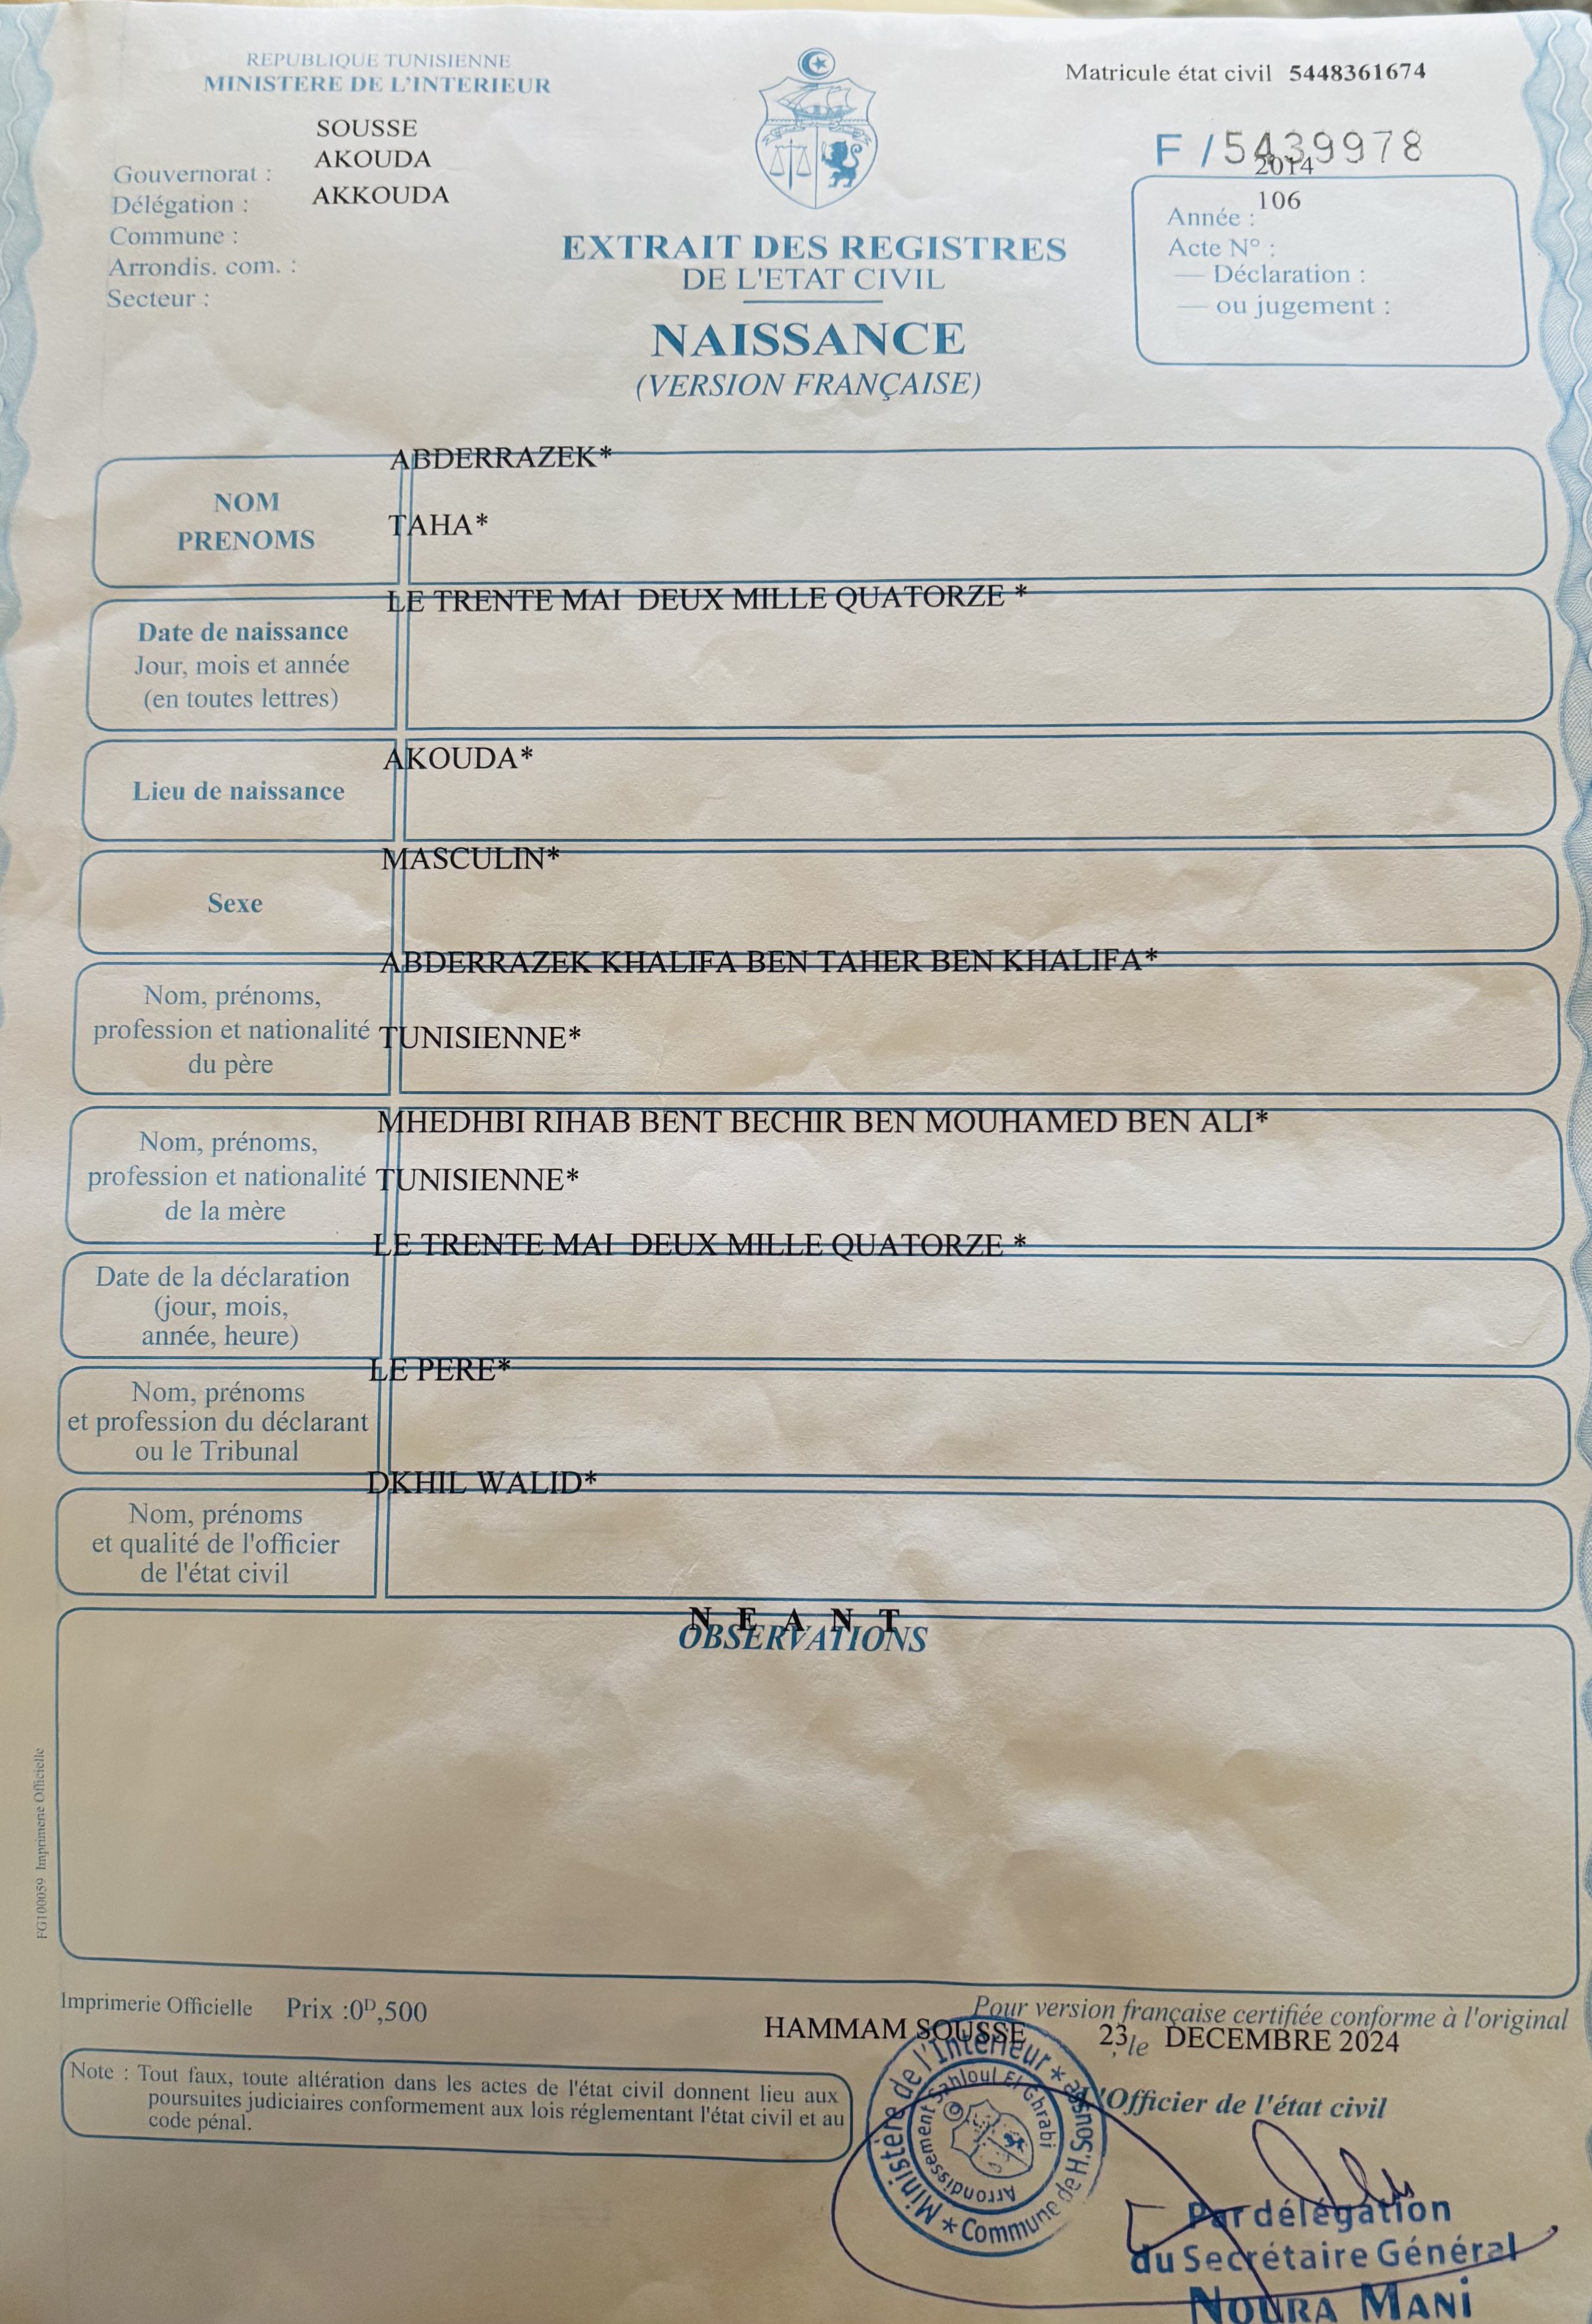 REPUBLIQUE TUNISIENNE
MINISTERE DE L'INTERIEUR
SOUSSE
AKOUDA
AKKOUDA
Gouvernorat :
Délégation :
Commune :
Arrondis. com. :
Secteur :
Matricule état civil 5448361674
F / 5439978
2014
106
Année :
Acte N° :
— Déclaration :
— ou jugement :
EXTRAIT DES REGISTRES
DE L'ETAT CIVIL
NAISSANCE
(VERSION FRANÇAISE)
NOM
PRENOMS
ABDERRAZEK*
TAHA*
Date de naissance
Jour, mois et année
(en toutes lettres)
LE TRENTE MAI DEUX MILLE QUATORZE *
Lieu de naissance
AKOUDA*
Sexe
MASCULIN*
Nom, prénoms,
profession et nationalité
du père
ABDERRAZEK KHALIFA BEN TAHER BEN KHALIFA*
TUNISIENNE*
Nom, prénoms,
profession et nationalité
de la mère
MHEDHBI RIHAB BENT BECHIR BEN MOUHAMED BEN ALI*
TUNISIENNE*
Date de la déclaration
(jour, mois,
année, heure)
LE TRENTE MAI DEUX MILLE QUATORZE *
Nom, prénoms
et profession du déclarant
ou le Tribunal
LE PERE*
Nom, prénoms
et qualité de l'officier
de l'état civil
DKHIL WALID*
N E A N T
OBSERVATIONS
FG100059 Imprimerie Officielle
Imprimerie Officielle Prix :0ᴰ,500
Pour version française certifiée conforme à l'original
HAMMAM SOUSSE 23, le DECEMBRE 2024
Note : Tout faux, toute altération dans les actes de l'état civil donnent lieu aux
poursuites judiciaires conformement aux lois réglementant l'état civil et au
code pénal.
L'Officier de l'état civil
* Ministère de l'Intérieur * Commune de H.Sousse
Arrondissement Sahloul El Ghrabi
Par délégation
du Secrétaire Général
NOURA MANI